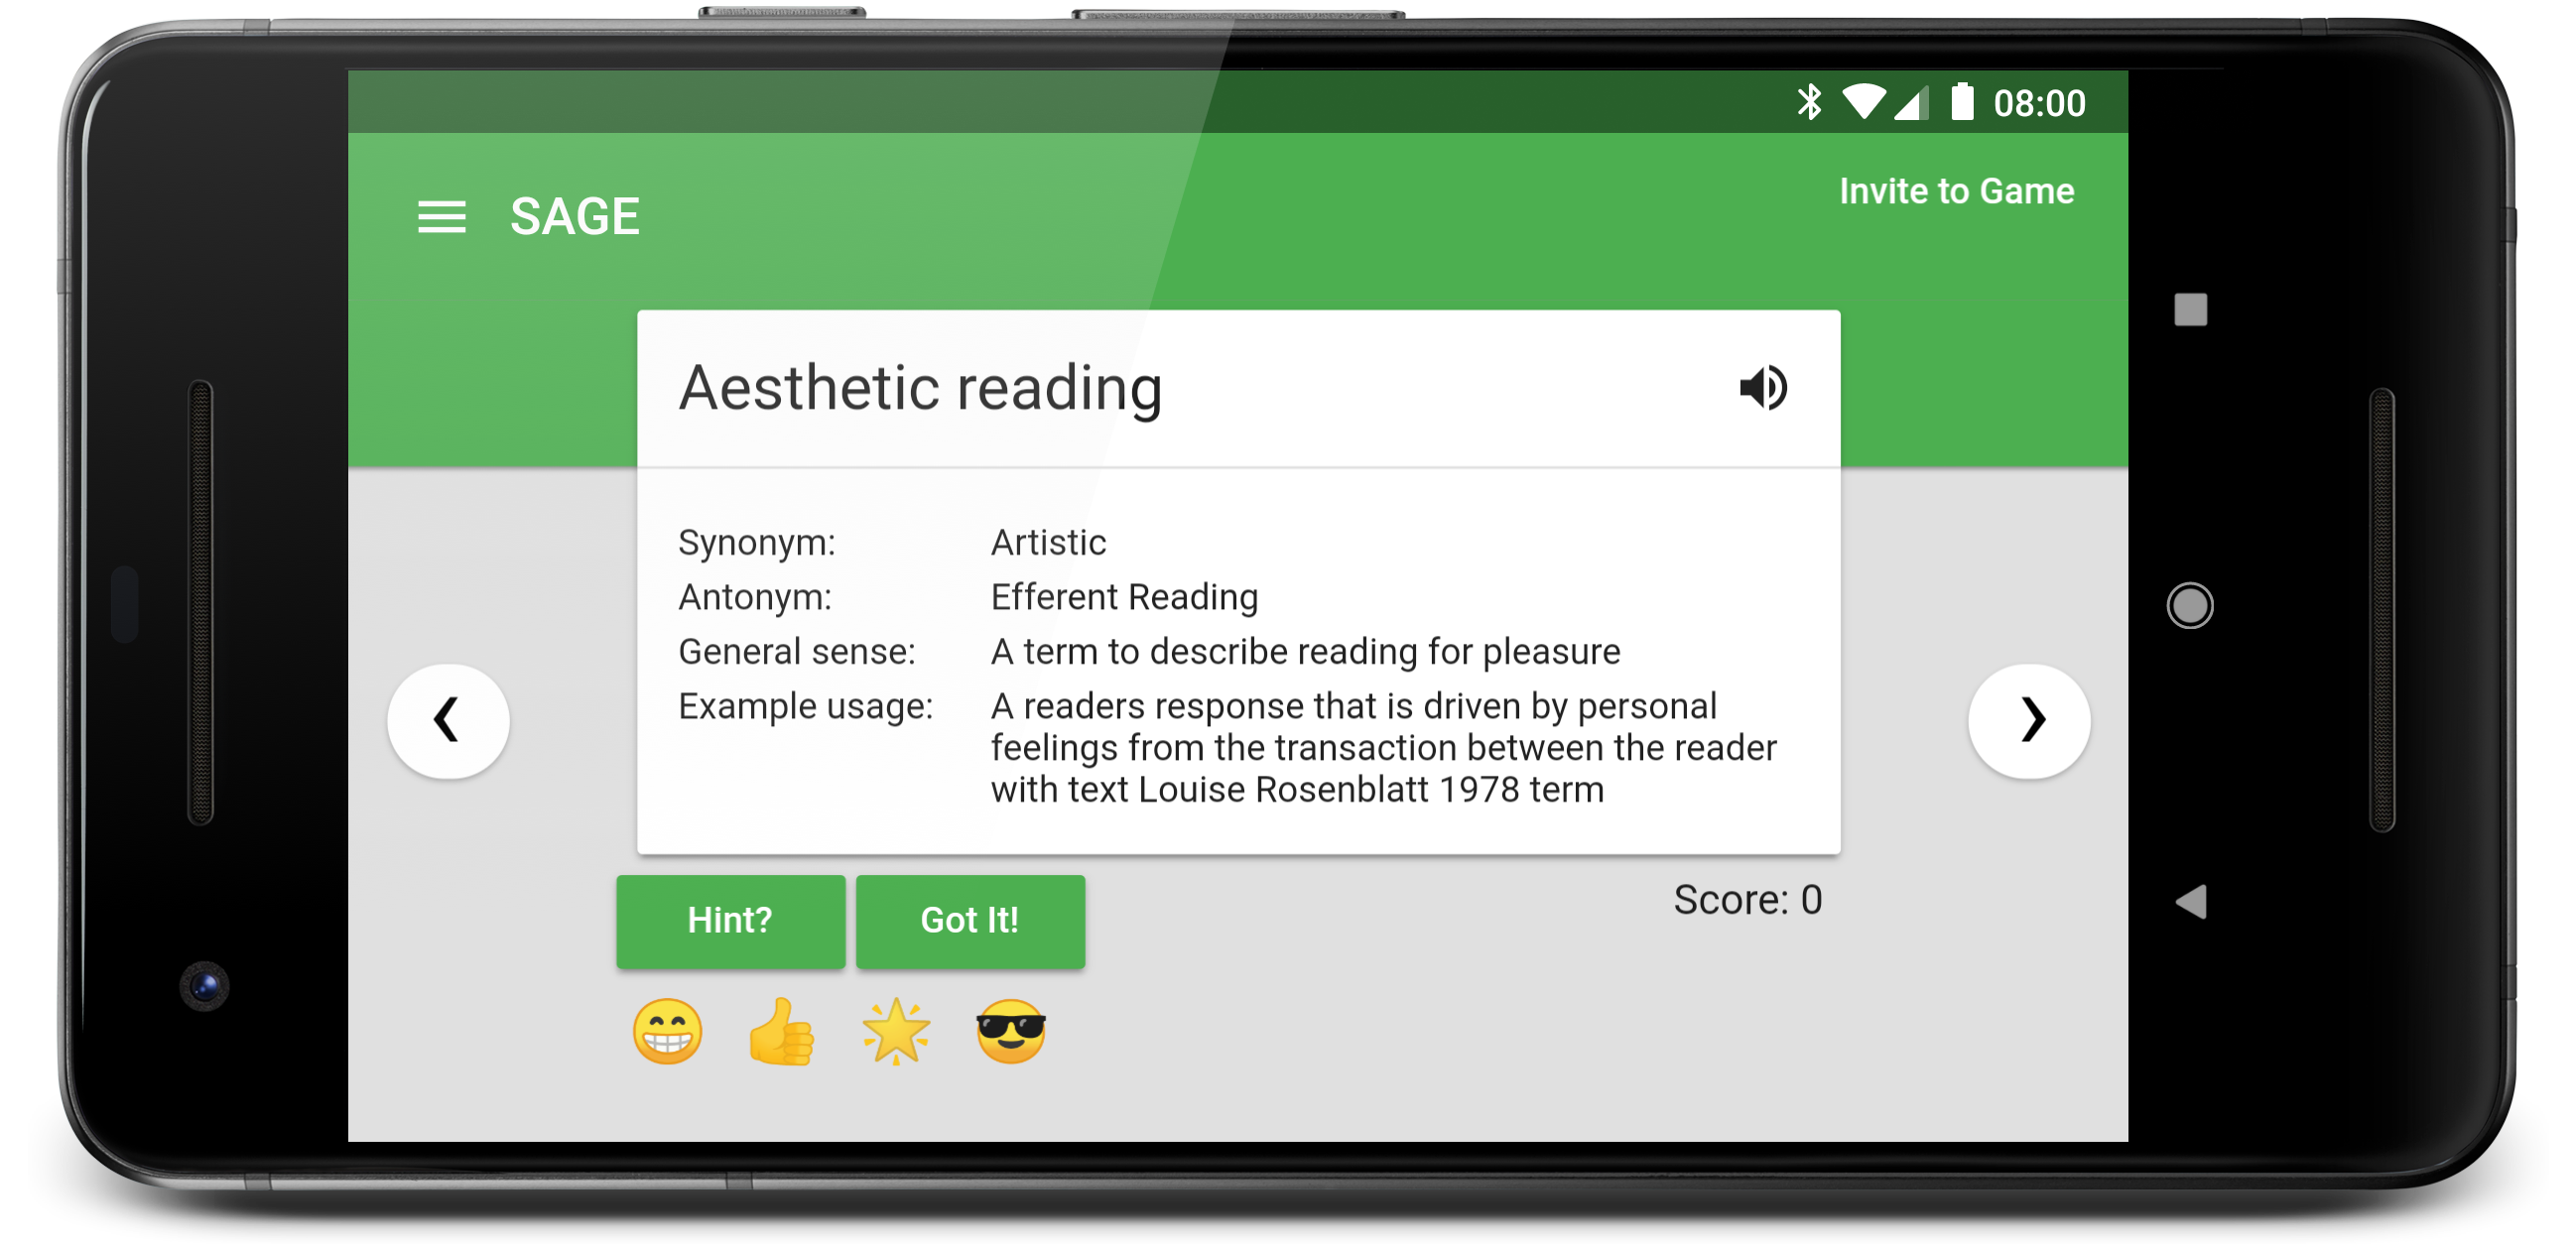 08:00
SAGE
Invite to Game
Aesthetic reading
Synonym: Artistic
Antonym: Efferent Reading
General sense: A term to describe reading for pleasure
Example usage: A readers response that is driven by personal
feelings from the transaction between the reader
with text Louise Rosenblatt 1978 term
Hint? Got It!
Score: 0